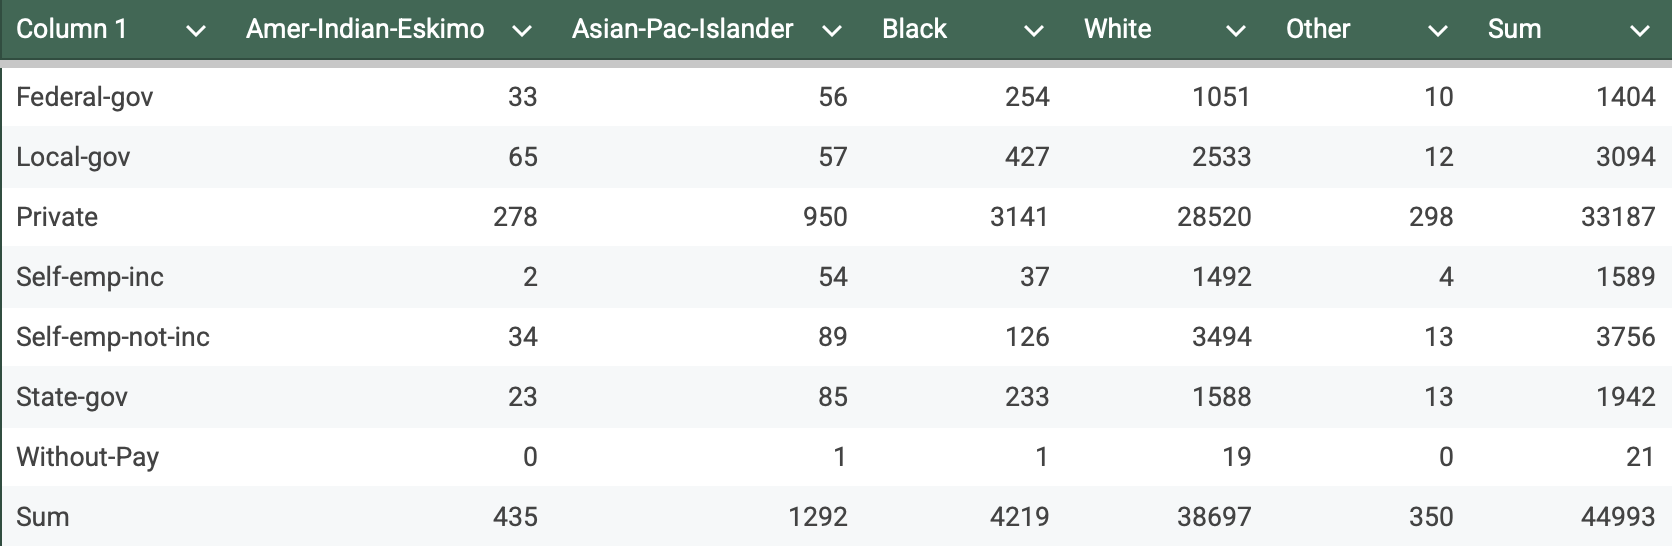 Column 1 Amer-Indian-Eskimo Asian-Pac-Islander Black White Other Sum
Federal-gov 33 56 254 1051 10 1404
Local-gov 65 57 427 2533 12 3094
Private 278 950 3141 28520 298 33187
Self-emp-inc 2 54 37 1492 4 1589
Self-emp-not-inc 34 89 126 3494 13 3756
State-gov 23 85 233 1588 13 1942
Without-Pay 0 1 1 19 0 21
Sum 435 1292 4219 38697 350 44993